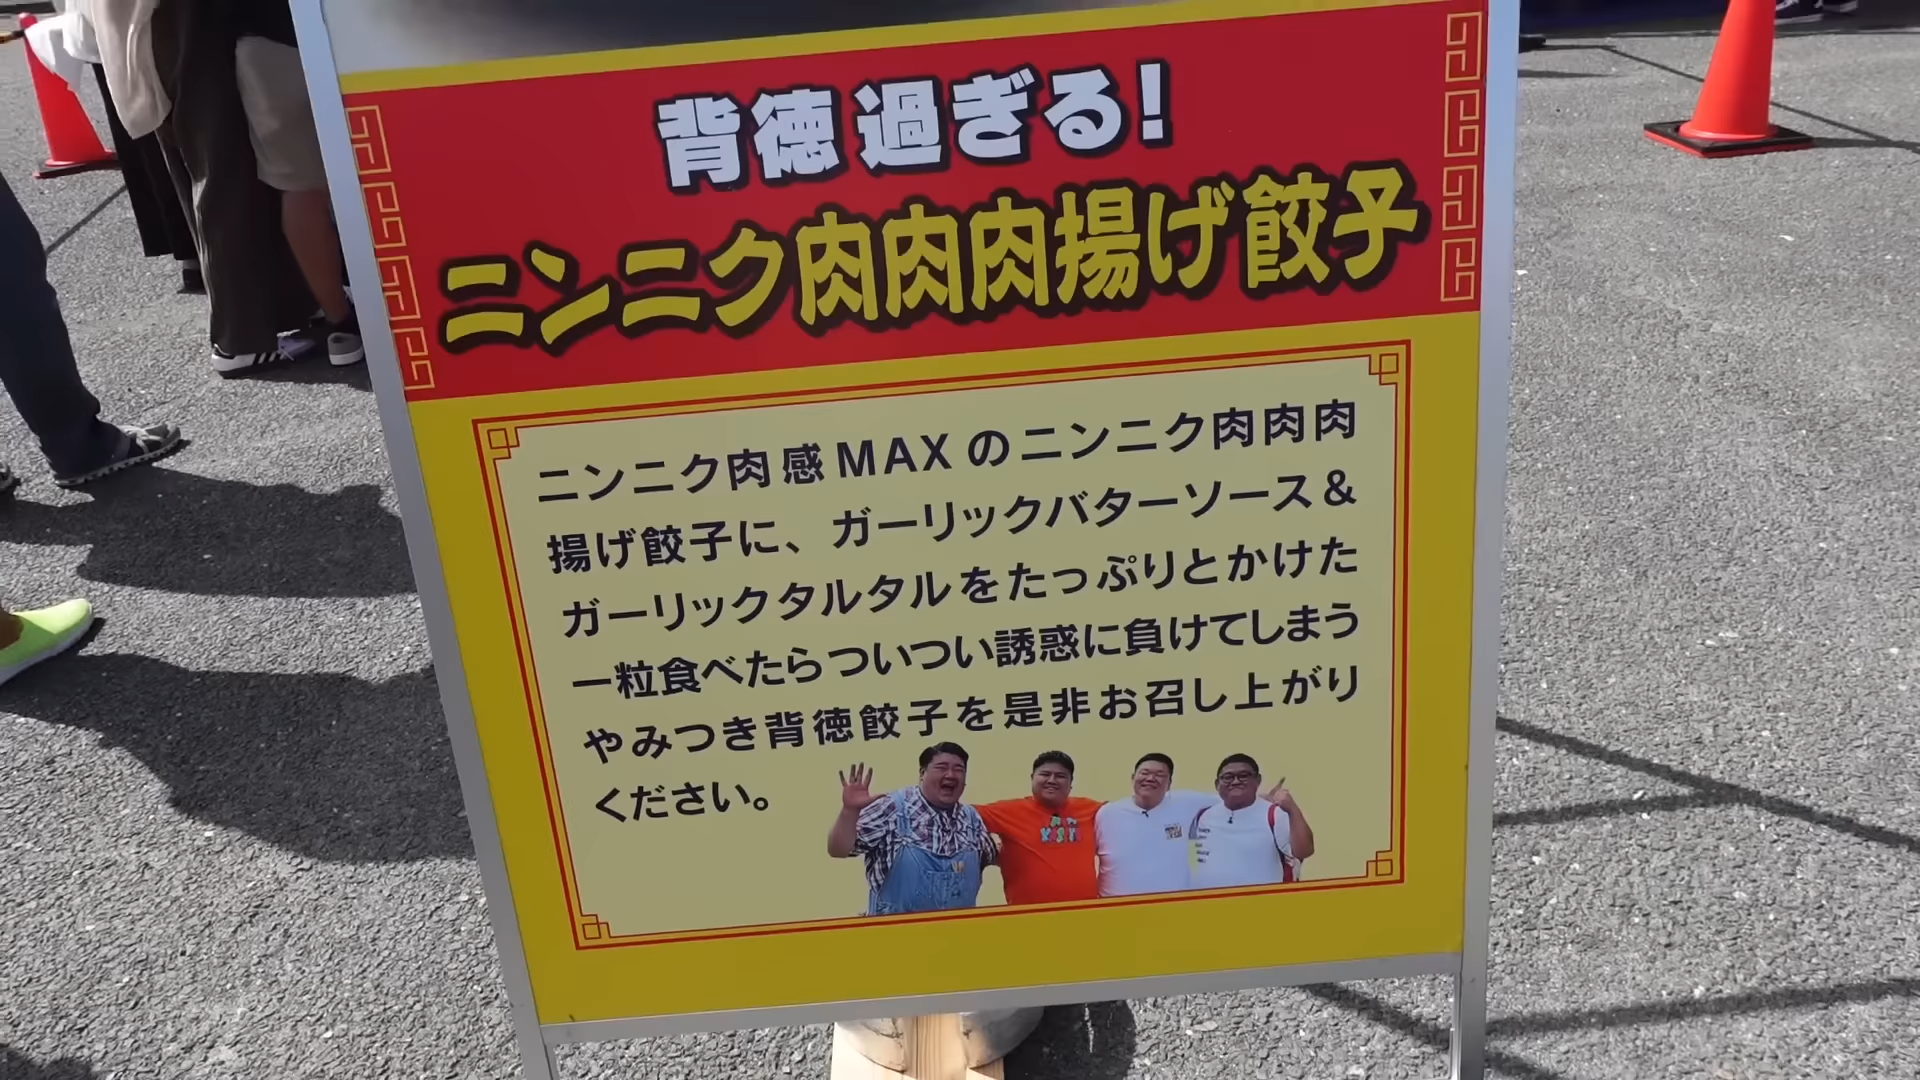 背徳過ぎる!
ニンニク肉肉肉揚げ餃子
ニンニク肉感MAXのニンニク肉肉肉
揚げ餃子に、ガーリックバターソース&
ガーリックタルタルをたっぷりとかけた
一粒食べたらついつい誘惑に負けてしまう
やみつき背徳餃子を是非お召し上がり
ください。